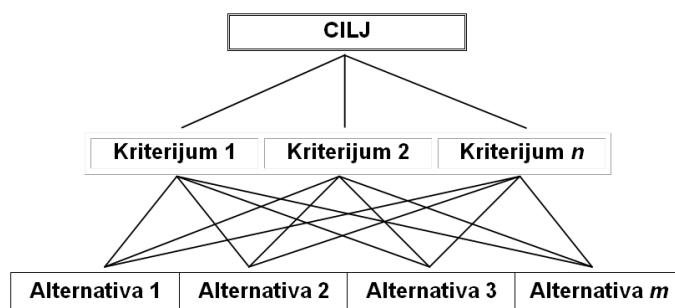 CILJ
Kriterijum 1 Kriterijum 2 Kriterijum n
Alternativa 1 Alternativa 2 Alternativa 3 Alternativa m